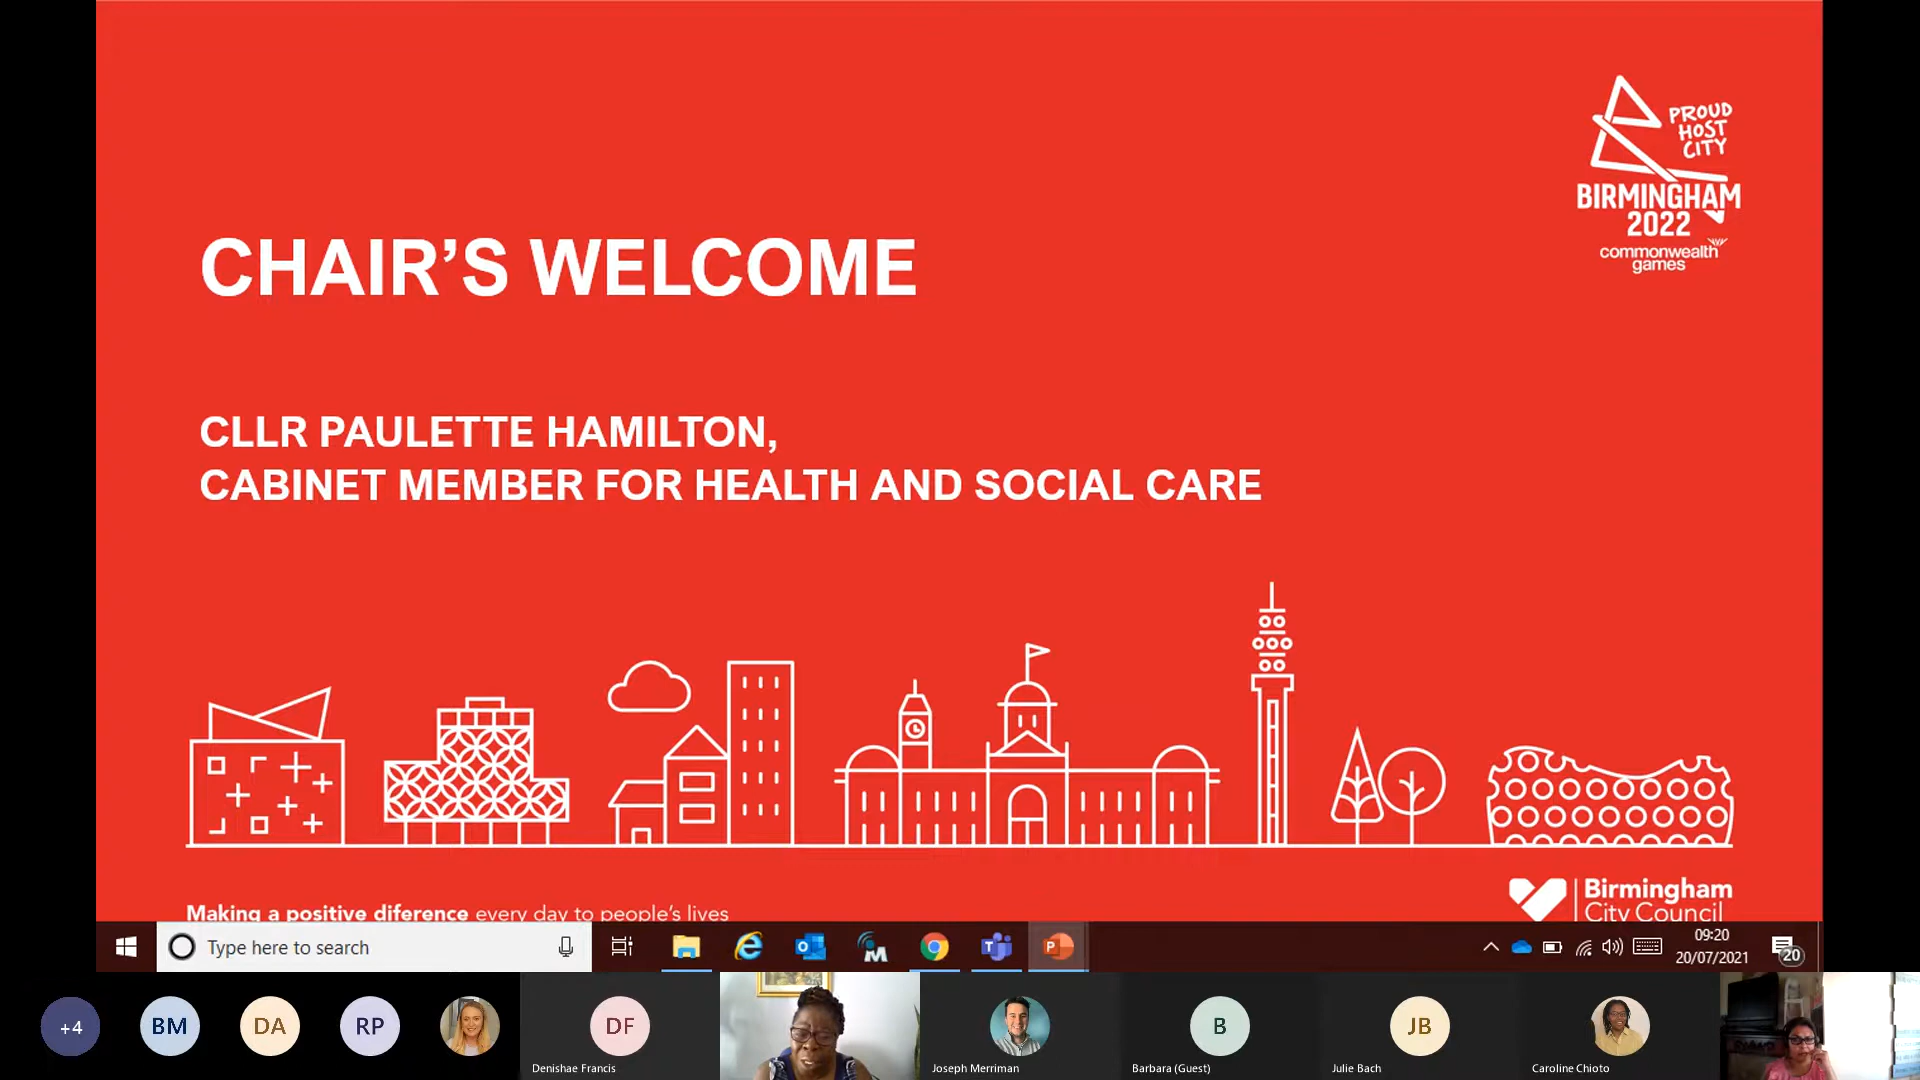 PROUD
HOST
CITY
BIRMINGHAM
2022
commonwealth
games
CHAIR’S WELCOME
CLLR PAULETTE HAMILTON,
CABINET MEMBER FOR HEALTH AND SOCIAL CARE
Making a positive diference every day to people's lives
Birmingham
City Council
Type here to search
09:20
20/07/2021
20
+4
BM
DA
RP
DF
Denishae Francis
Joseph Merriman
B
Barbara (Guest)
JB
Julie Bach
Caroline Chioto